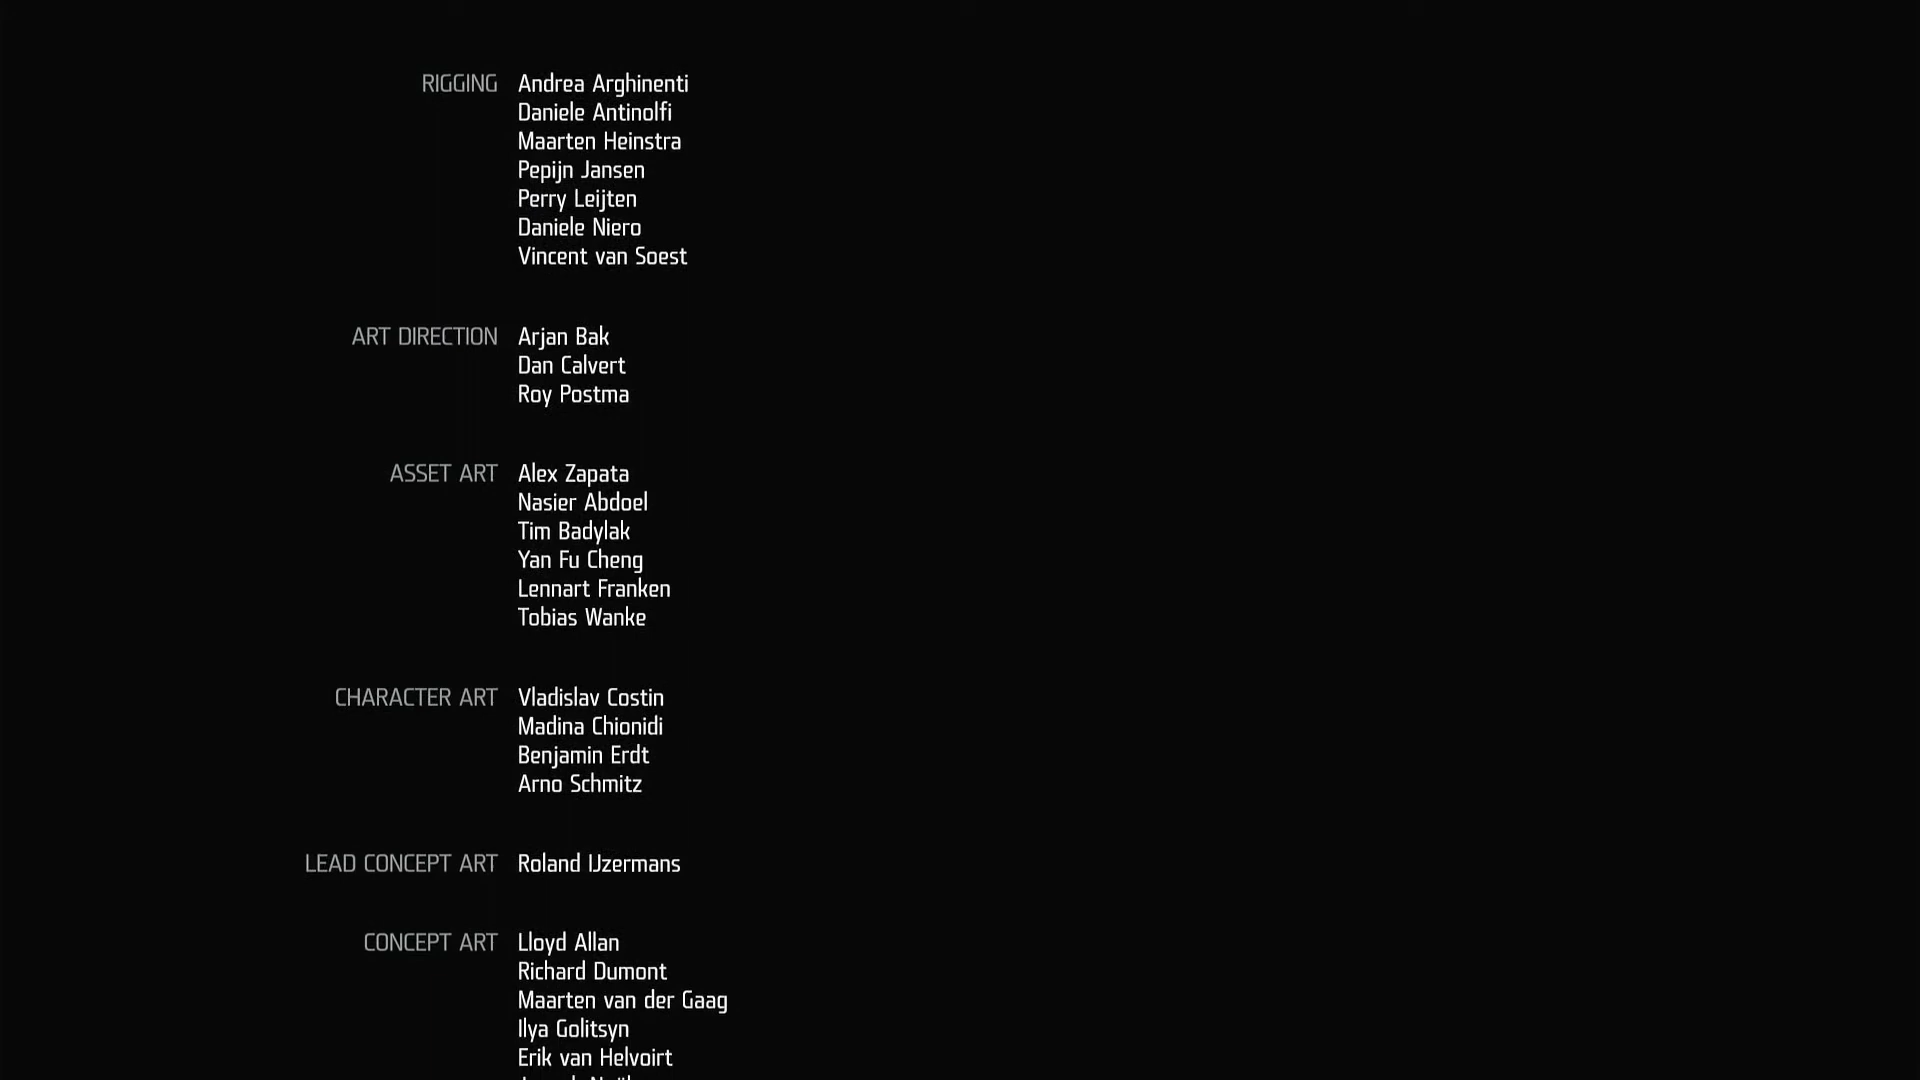 RIGGING Andrea Arghinenti
Daniele Antinolfi
Maarten Heinstra
Pepijn Jansen
Perry Leijten
Daniele Niero
Vincent van Soest
ART DIRECTION Arjan Bak
Dan Calvert
Roy Postma
ASSET ART Alex Zapata
Nasier Abdoel
Tim Badylak
Yan Fu Cheng
Lennart Franken
Tobias Wanke
CHARACTER ART Vladislav Costin
Madina Chionidi
Benjamin Erdt
Arno Schmitz
LEAD CONCEPT ART Roland IJzermans
CONCEPT ART Lloyd Allan
Richard Dumont
Maarten van der Gaag
Ilya Golitsyn
Erik van Helvoirt